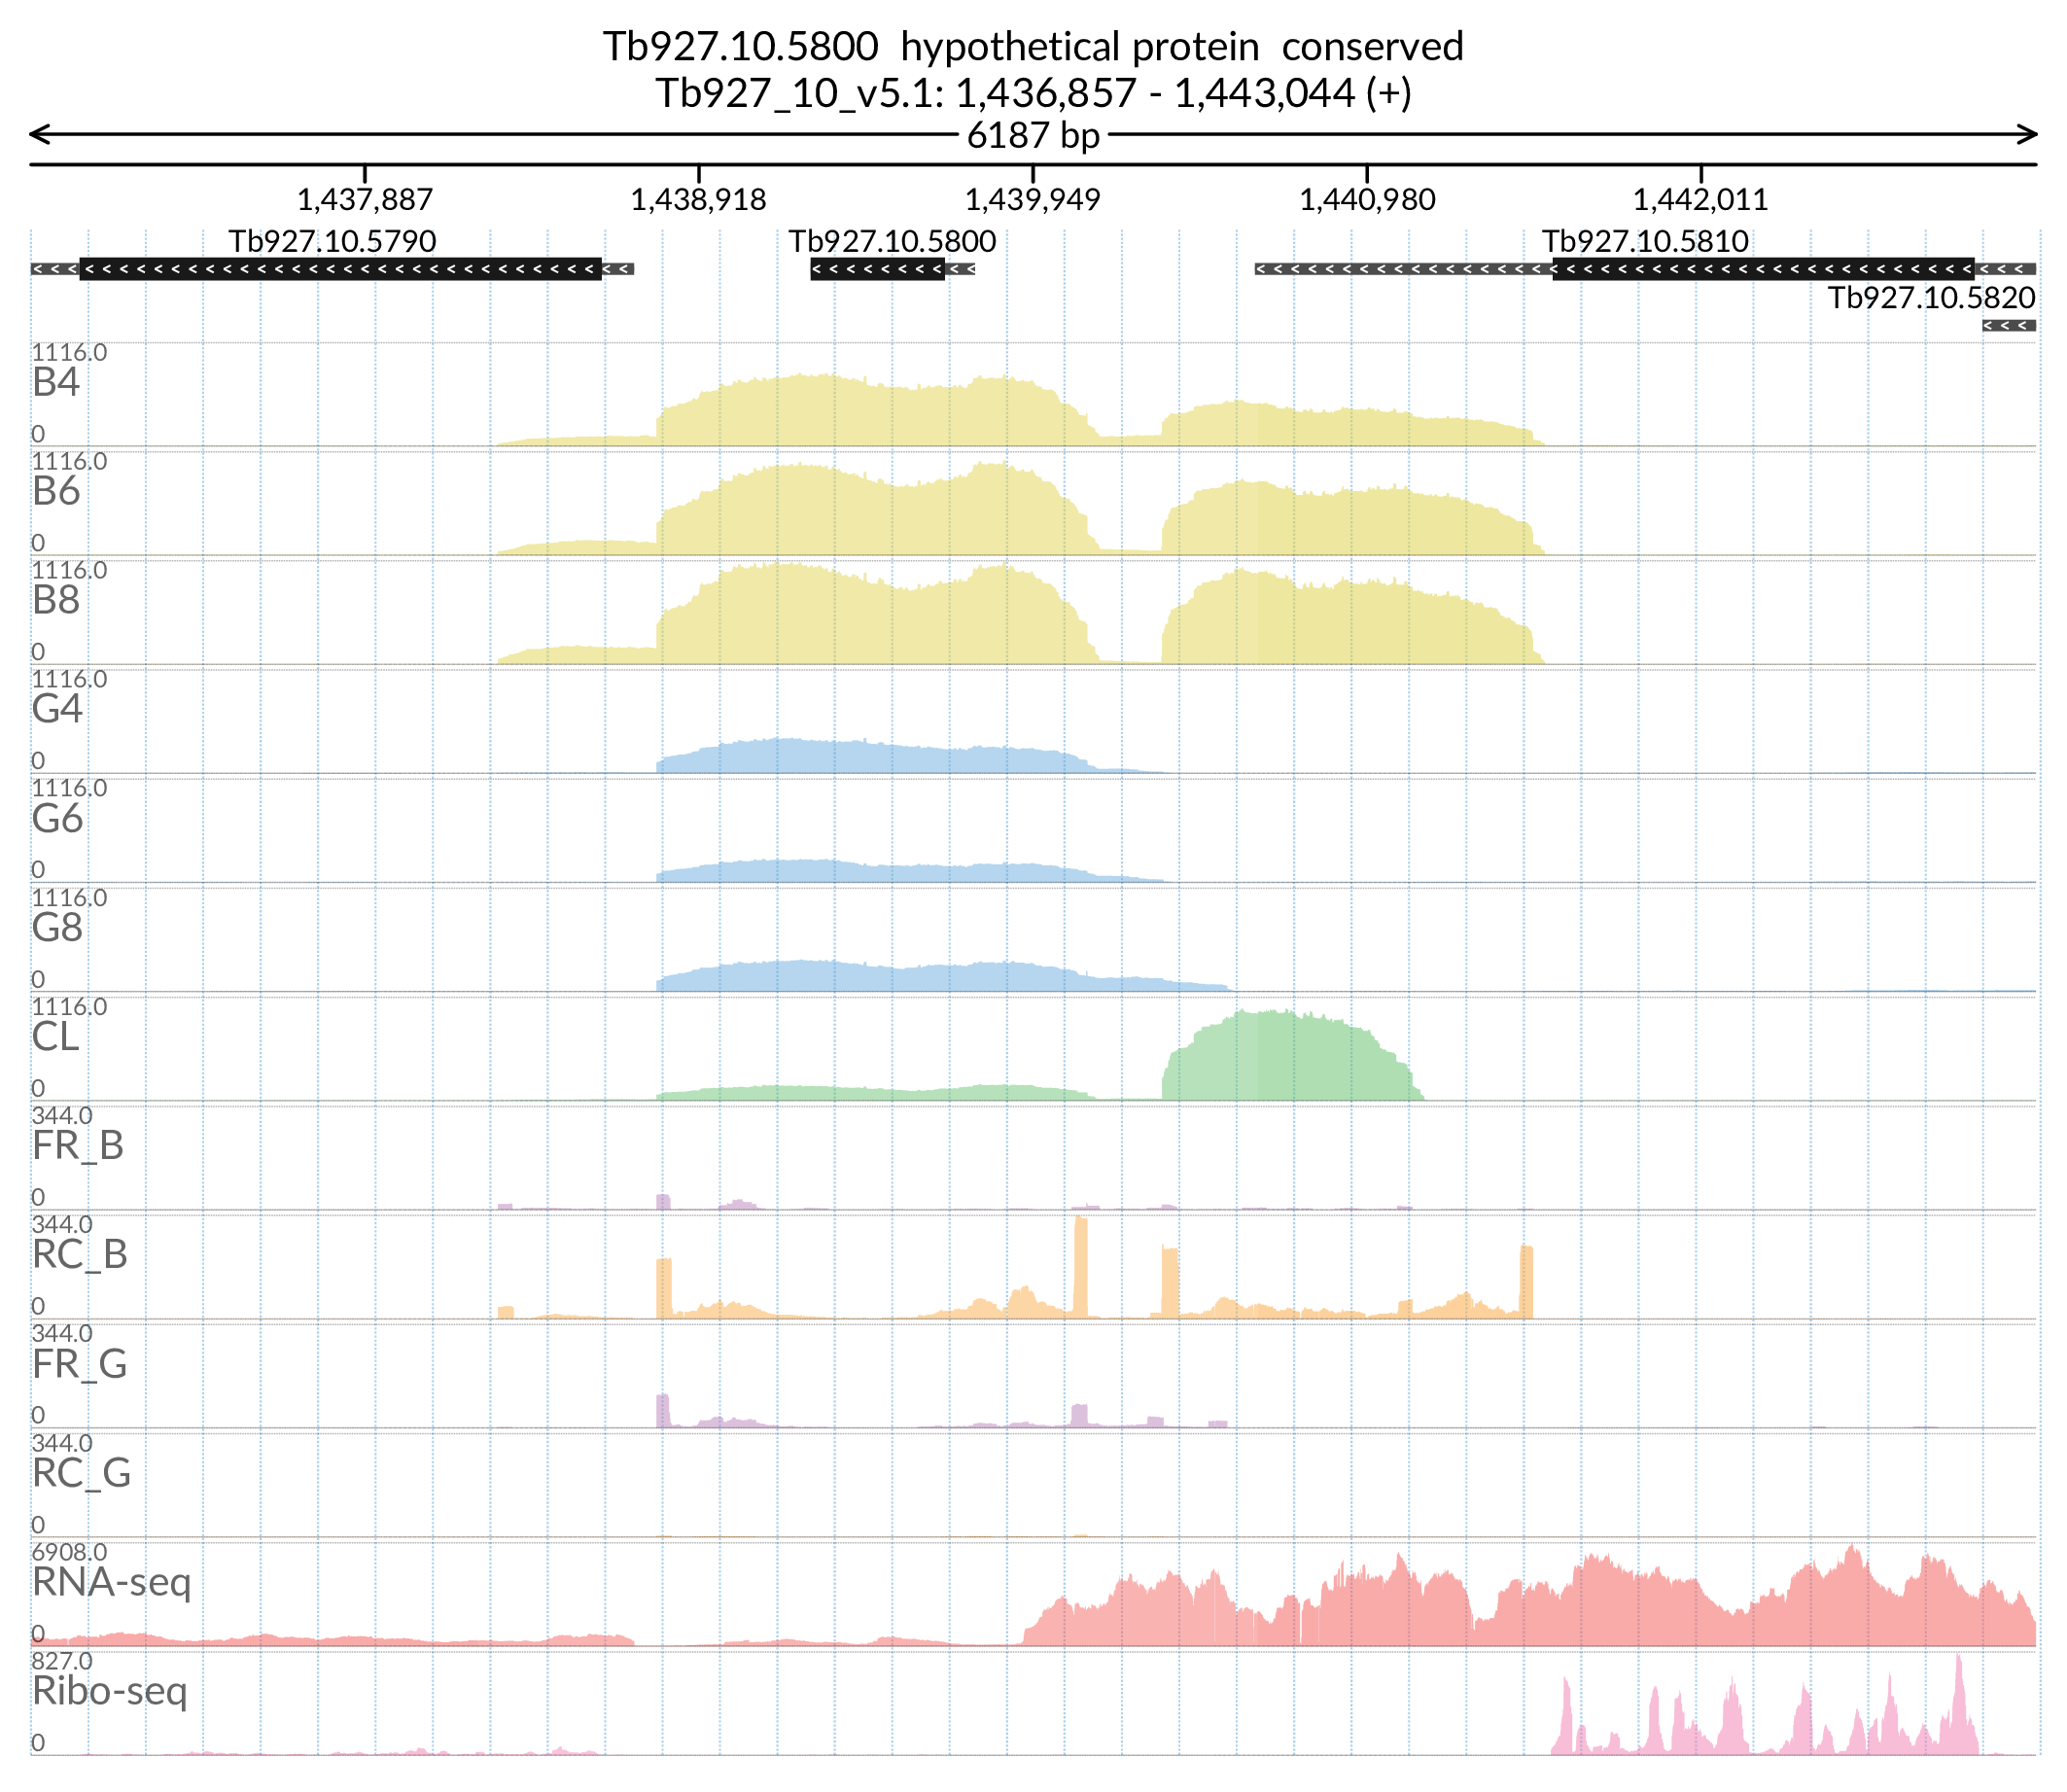 Tb927.10.5800 hypothetical protein conserved
Tb927_10_v5.1: 1,436,857 - 1,443,044 (+)
6187 bp
1,437,887 1,438,918 1,439,949 1,440,980 1,442,011
Tb927.10.5790 Tb927.10.5800 Tb927.10.5810
Tb927.10.5820
1116.0
B4
0
1116.0
B6
0
1116.0
B8
0
1116.0
G4
0
1116.0
G6
0
1116.0
G8
0
1116.0
CL
0
344.0
FR_B
0
344.0
RC_B
0
344.0
FR_G
0
344.0
RC_G
0
6908.0
RNA-seq
0
827.0
Ribo-seq
0